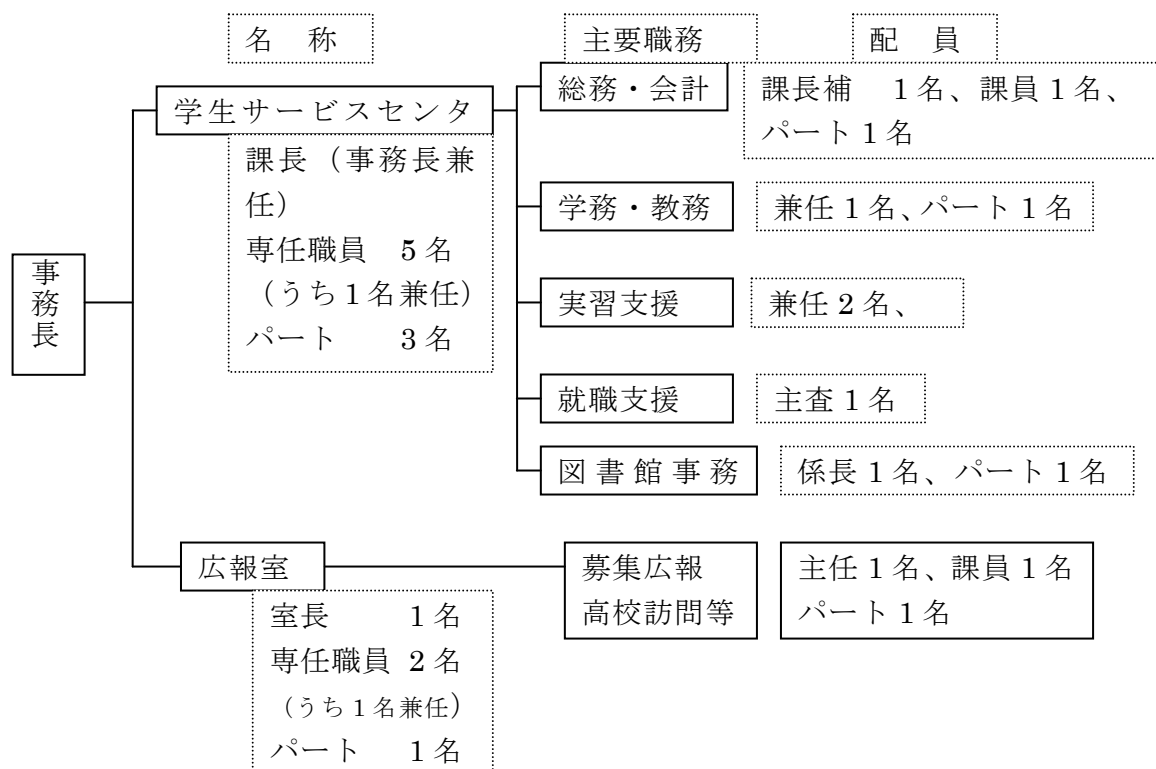 名　称
主要職務
配　員
学生サービスセンタ
課長（事務長兼
任）
専任職員　5名
（うち1名兼任）
パート　　3名
総務・会計
課長補　1名、課員1名、
パート1名
学務・教務
兼任1名、パート1名
実習支援
兼任2名、
就職支援
主査1名
図書館事務
係長1名、パート1名
事
務
長
広報室
室長　　　1名
専任職員 2名
（うち1名兼任）
パート　　1名
募集広報
高校訪問等
主任1名、課員1名
パート1名